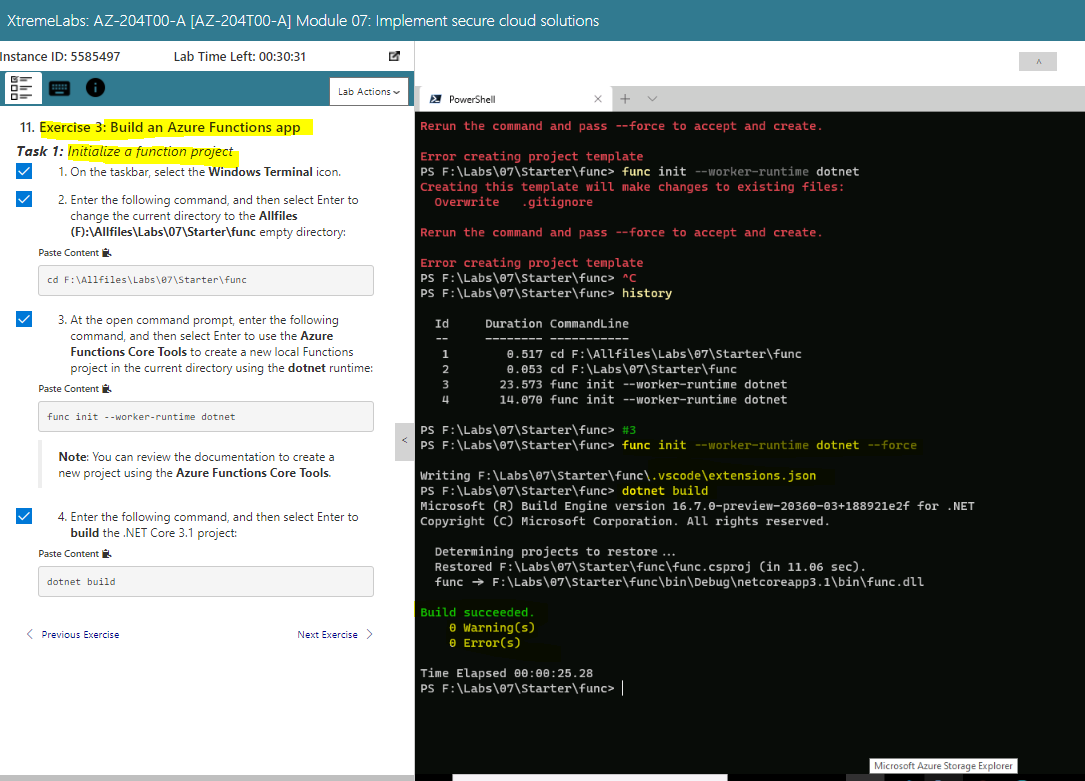 XtremeLabs: AZ-204T00-A [AZ-204T00-A] Module 07: Implement secure cloud solutions
Instance ID: 5585497
Lab Time Left: 00:30:31
Lab Actions
11. Exercise 3: Build an Azure Functions app
Task 1: Initialize a function project
1. On the taskbar, select the Windows Terminal icon.
2. Enter the following command, and then select Enter to
change the current directory to the Allfiles
(F):\Allfiles\Labs\07\Starter\func empty directory:
Paste Content
cd F:\Allfiles\Labs\07\Starter\func
3. At the open command prompt, enter the following
command, and then select Enter to use the Azure
Functions Core Tools to create a new local Functions
project in the current directory using the dotnet runtime:
Paste Content
func init --worker-runtime dotnet
Note: You can review the documentation to create a
new project using the Azure Functions Core Tools.
4. Enter the following command, and then select Enter to
build the .NET Core 3.1 project:
Paste Content
dotnet build
Previous Exercise
Next Exercise
PowerShell
Rerun the command and pass --force to accept and create.
Error creating project template
PS F:\Labs\07\Starter\func> func init --worker-runtime dotnet
Creating this template will make changes to existing files:
Overwrite .gitignore
Rerun the command and pass --force to accept and create.
Error creating project template
PS F:\Labs\07\Starter\func> ^C
PS F:\Labs\07\Starter\func> history
Id Duration CommandLine
-- -------- -----------
1 0.517 cd F:\Allfiles\Labs\07\Starter\func
2 0.053 cd F:\Labs\07\Starter\func
3 23.573 func init --worker-runtime dotnet
4 14.070 func init --worker-runtime dotnet
PS F:\Labs\07\Starter\func> #3
PS F:\Labs\07\Starter\func> func init --worker-runtime dotnet --force
Writing F:\Labs\07\Starter\func\.vscode\extensions.json
PS F:\Labs\07\Starter\func> dotnet build
Microsoft (R) Build Engine version 16.7.0-preview-20360-03+188921e2f for .NET
Copyright (C) Microsoft Corporation. All rights reserved.
Determining projects to restore...
Restored F:\Labs\07\Starter\func\func.csproj (in 11.06 sec).
func → F:\Labs\07\Starter\func\bin\Debug\netcoreapp3.1\bin\func.dll
Build succeeded.
0 Warning(s)
0 Error(s)
Time Elapsed 00:00:25.28
PS F:\Labs\07\Starter\func>
Microsoft Azure Storage Explorer